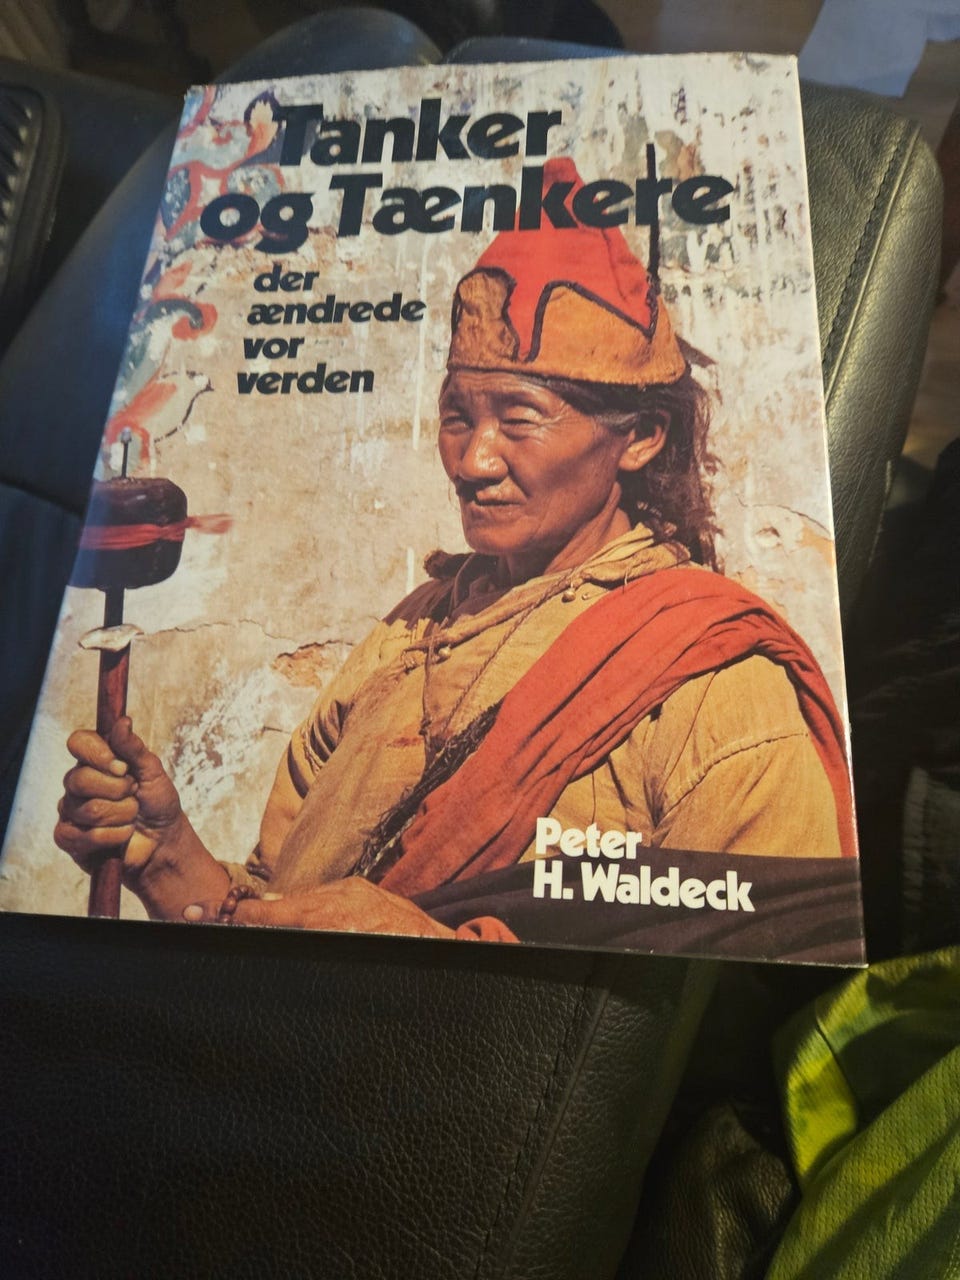 Tanker
og Tænkere
der
ændrede
vor
verden
Peter
H. Waldeck